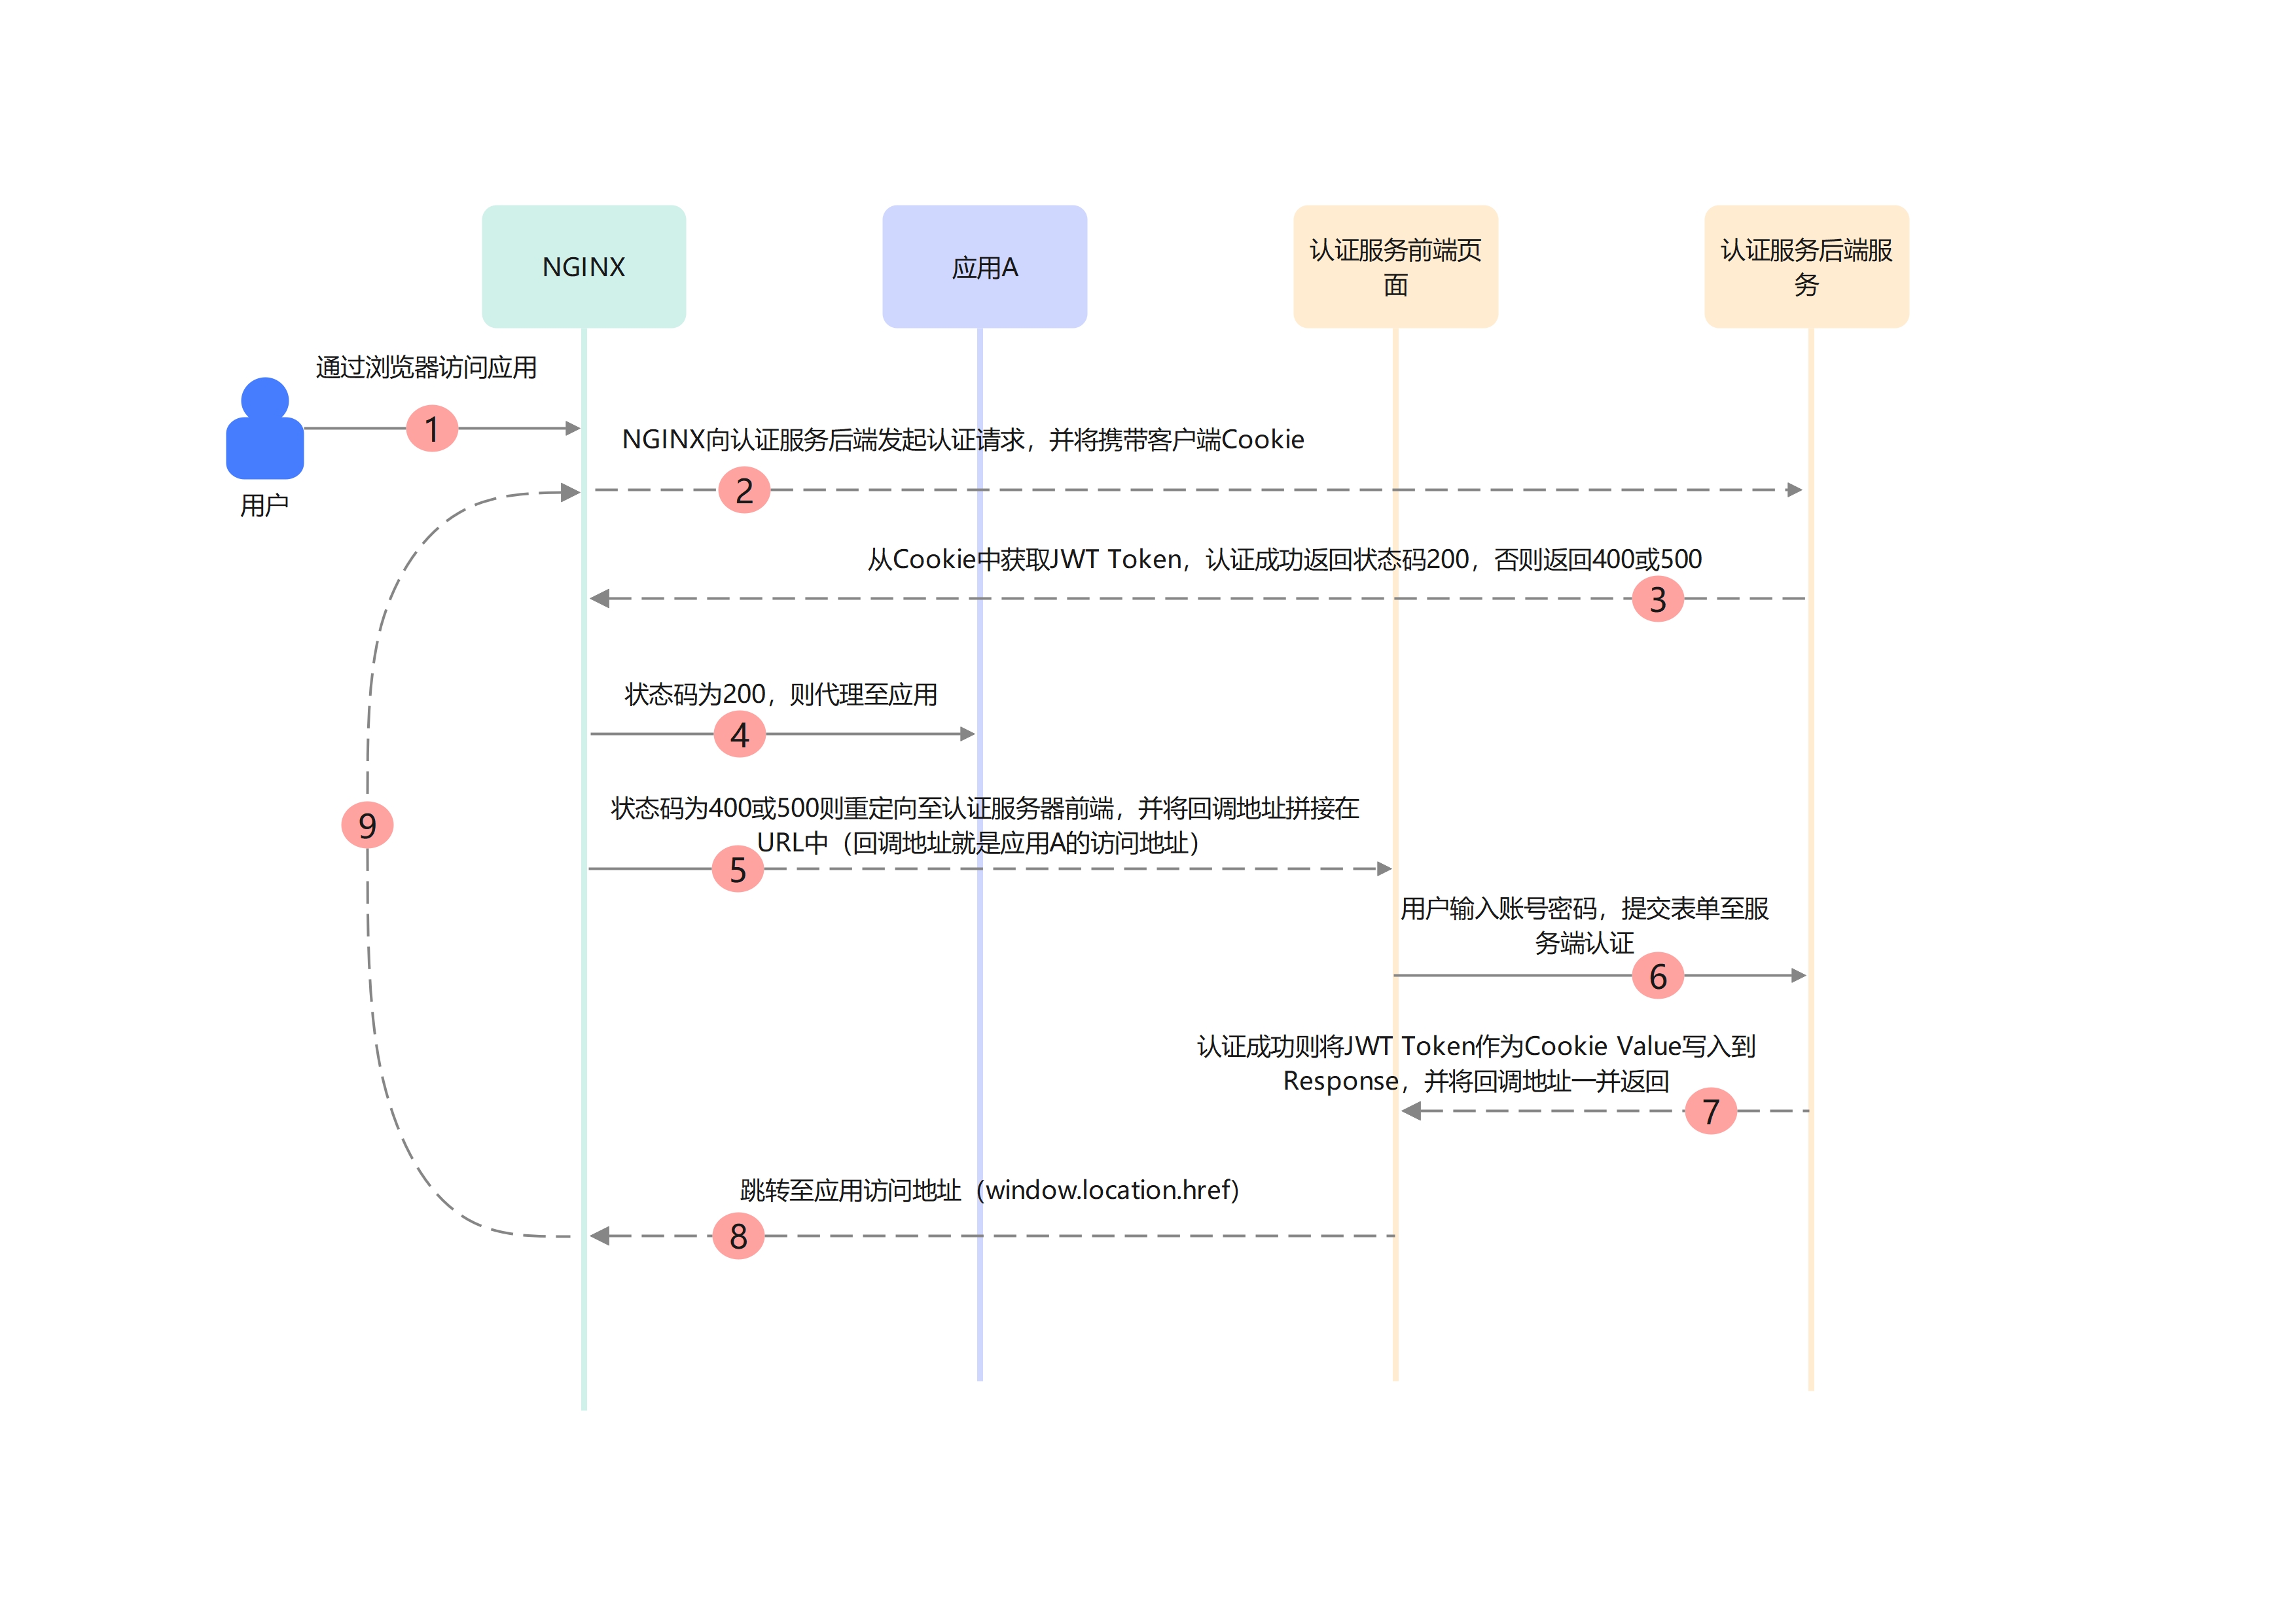 NGINX
应用A
认证服务前端页
面
认证服务后端服
务
通过浏览器访问应用
1
用户
NGINX向认证服务后端发起认证请求，并将携带客户端Cookie
2
从Cookie中获取JWT Token，认证成功返回状态码200，否则返回400或500
3
状态码为200，则代理至应用
4
状态码为400或500则重定向至认证服务器前端，并将回调地址拼接在
URL中（回调地址就是应用A的访问地址）
5
用户输入账号密码，提交表单至服
务端认证
6
认证成功则将JWT Token作为Cookie Value写入到
Response，并将回调地址一并返回
7
跳转至应用访问地址（window.location.href）
8
9